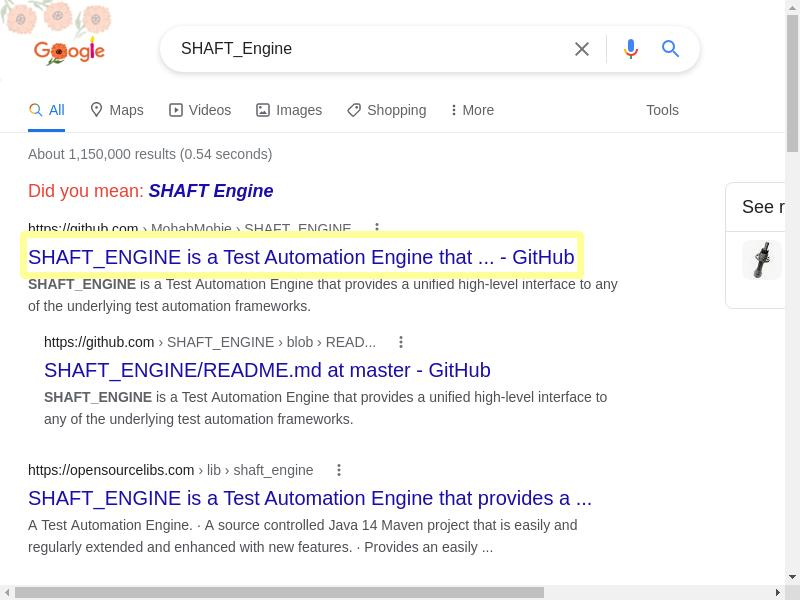 Google
SHAFT_Engine
All Maps Videos Images Shopping More Tools
About 1,150,000 results (0.54 seconds)
Did you mean: SHAFT Engine
https://github.com › MohabMohie › SHAFT_ENGINE
SHAFT_ENGINE is a Test Automation Engine that ... - GitHub
SHAFT_ENGINE is a Test Automation Engine that provides a unified high-level interface to any
of the underlying test automation frameworks.
https://github.com › SHAFT_ENGINE › blob › READ...
SHAFT_ENGINE/README.md at master - GitHub
SHAFT_ENGINE is a Test Automation Engine that provides a unified high-level interface to
any of the underlying test automation frameworks.
https://opensourcelibs.com › lib › shaft_engine
SHAFT_ENGINE is a Test Automation Engine that provides a ...
A Test Automation Engine. · A source controlled Java 14 Maven project that is easily and
regularly extended and enhanced with new features. · Provides an easily ...
See r